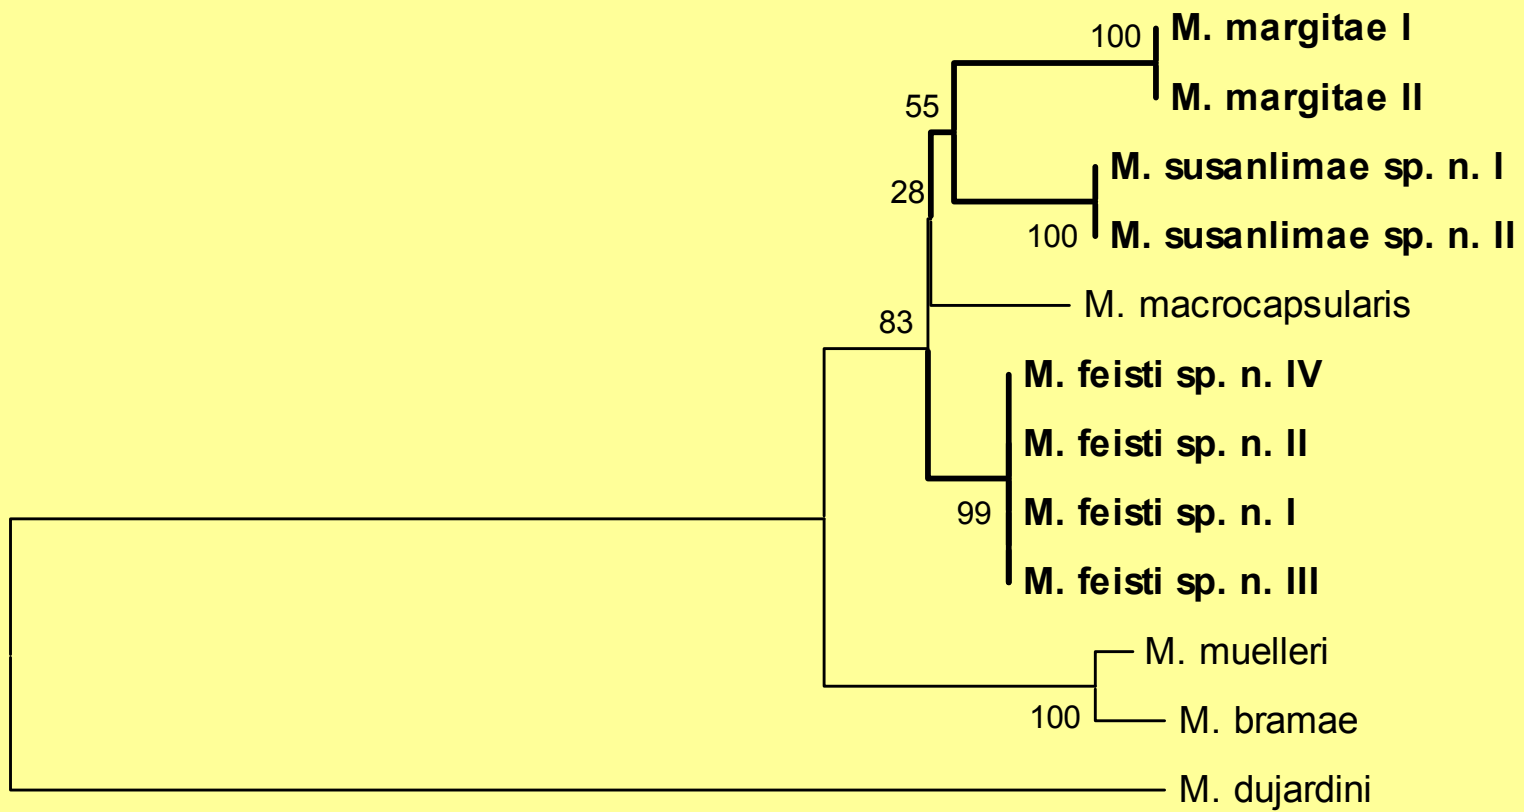 100
M. margitae I
M. margitae II
55
M. susanlimae sp. n. I
28
100
M. susanlimae sp. n. II
M. macrocapsularis
83
M. feisti sp. n. IV
M. feisti sp. n. II
99
M. feisti sp. n. I
M. feisti sp. n. III
M. muelleri
100
M. bramae
M. dujardini